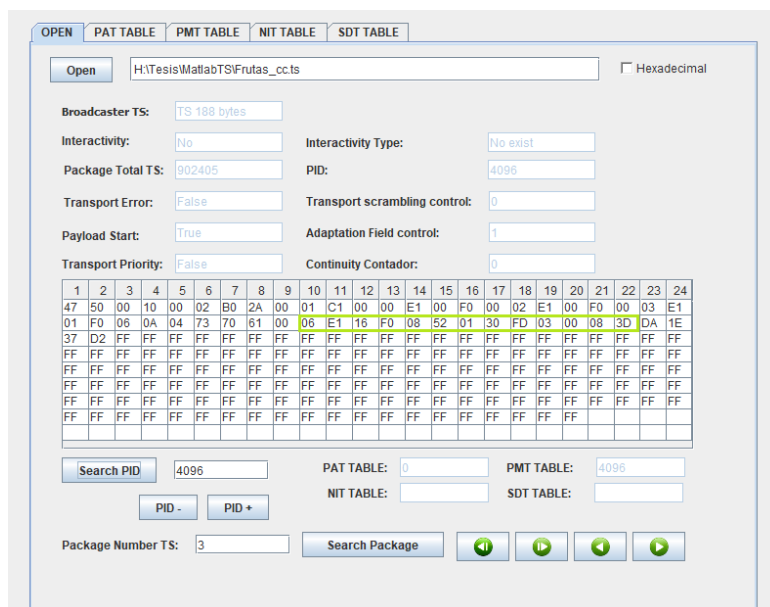 OPEN PAT TABLE PMT TABLE NIT TABLE SDT TABLE
Open H:\Tesis\MatlabTS\Frutas_cc.ts Hexadecimal
Broadcaster TS: TS 188 bytes
Interactivity: No Interactivity Type: No exist
Package Total TS: 902405 PID: 4096
Transport Error: False Transport scrambling control: 0
Payload Start: True Adaptation Field control: 1
Transport Priority: False Continuity Contador: 0
1 2 3 4 5 6 7 8 9 10 11 12 13 14 15 16 17 18 19 20 21 22 23 24
47 50 00 10 00 02 B0 2A 00 01 C1 00 00 E1 00 F0 00 02 E1 00 F0 00 03 E1
01 F0 06 0A 04 73 70 61 00 06 E1 16 F0 08 52 01 30 FD 03 00 08 3D DA 1E
37 D2 FF FF FF FF FF FF FF FF FF FF FF FF FF FF FF FF FF FF FF FF FF FF
FF FF FF FF FF FF FF FF FF FF FF FF FF FF FF FF FF FF FF FF FF FF FF FF
FF FF FF FF FF FF FF FF FF FF FF FF FF FF FF FF FF FF FF FF FF FF FF FF
FF FF FF FF FF FF FF FF FF FF FF FF FF FF FF FF FF FF FF FF FF FF FF FF
FF FF FF FF FF FF FF FF FF FF FF FF FF FF FF FF FF FF FF FF FF FF FF FF
FF FF FF FF FF FF FF FF FF FF FF FF FF FF FF FF FF FF FF FF
Search PID 4096 PAT TABLE: 0 PMT TABLE: 4096
NIT TABLE: SDT TABLE:
PID - PID +
Package Number TS: 3 Search Package